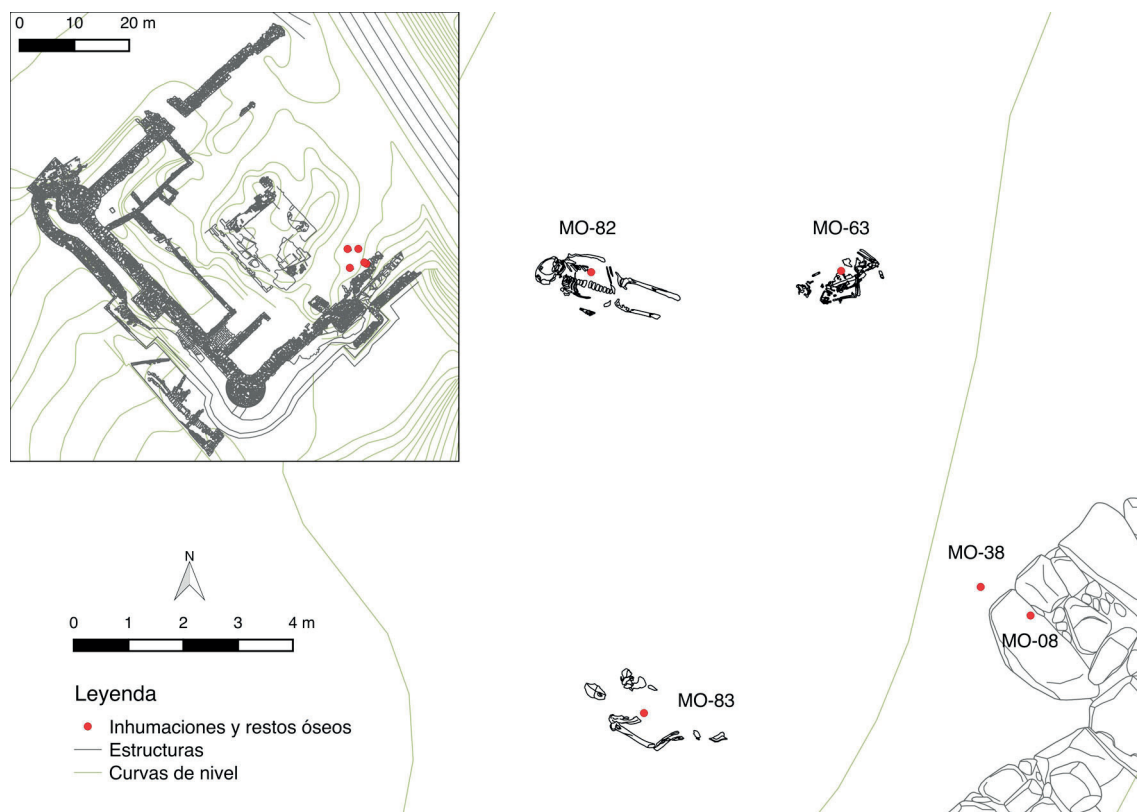 0 10 20 m
MO-82
MO-63
MO-38
MO-08
MO-83
N
0 1 2 3 4 m
Leyenda
Inhumaciones y restos óseos
Estructuras
Curvas de nivel